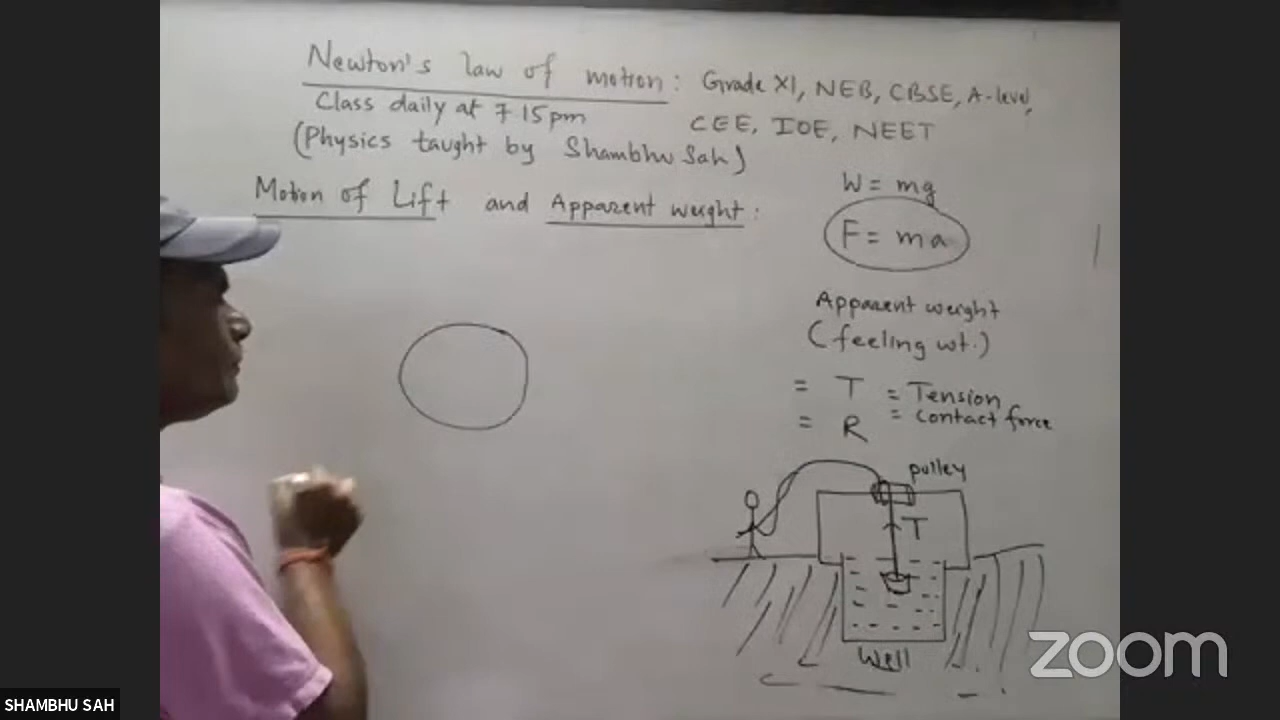 Newton's law of motion: Grade XI, NEB, CBSE, A-level,
CEE, IOE, NEET
Class daily at 7 15pm
(Physics taught by Shambhu Sah)
Motion of Lift and Apparent weight:
W = mg
F = ma
Apparent weight
(feeling wt.)
= T = Tension
= R = Contact force
pulley
T
Well
zoom
SHAMBHU SAH